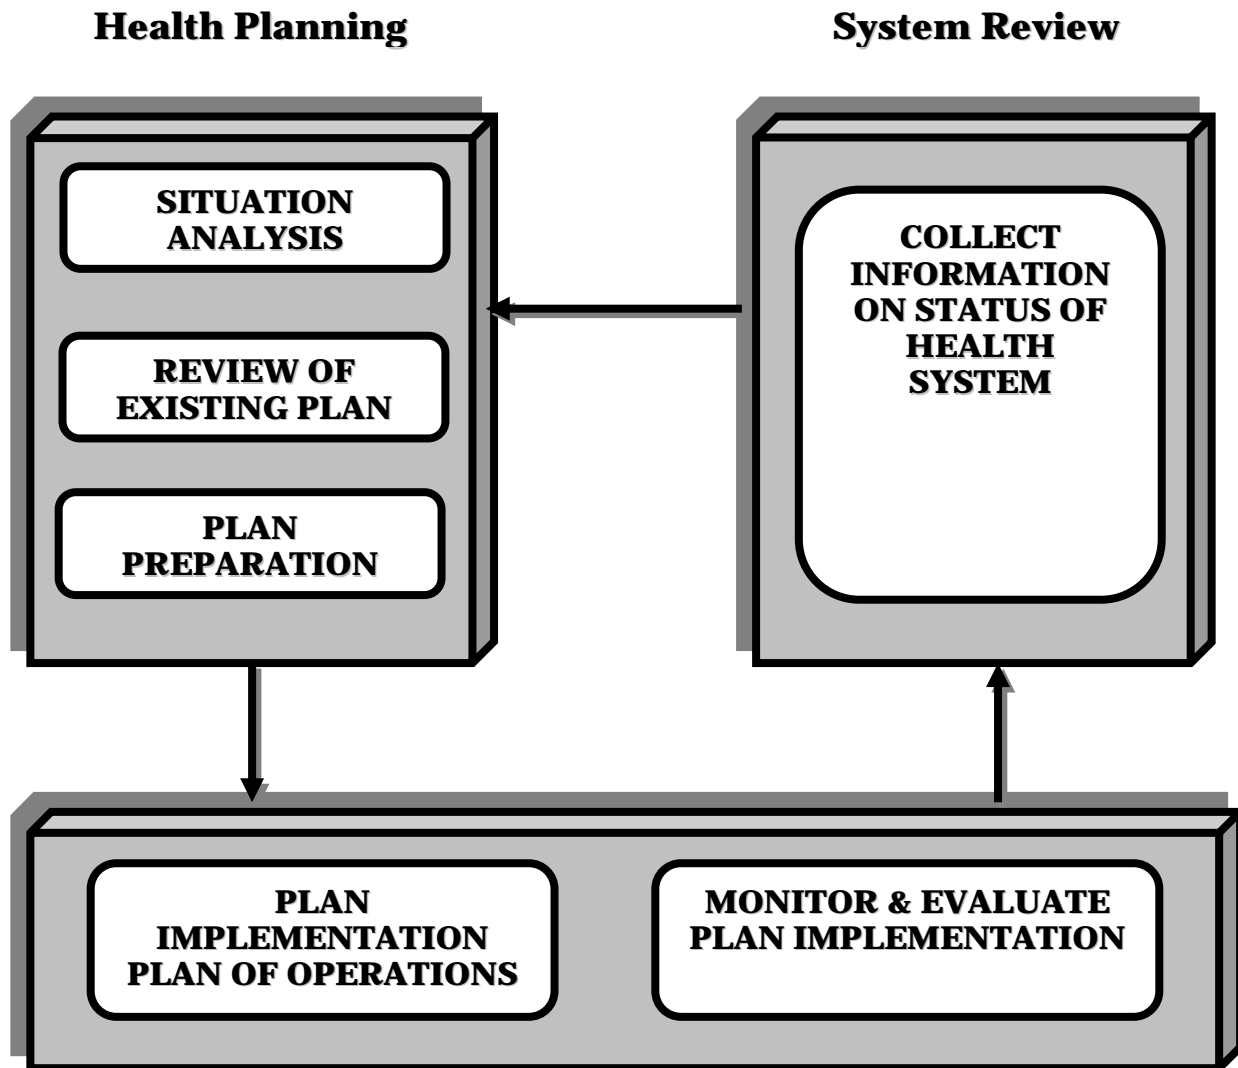 Health Planning
System Review
SITUATION
ANALYSIS
REVIEW OF
EXISTING PLAN
PLAN
PREPARATION
COLLECT
INFORMATION
ON STATUS OF
HEALTH
SYSTEM
PLAN
IMPLEMENTATION
PLAN OF OPERATIONS
MONITOR & EVALUATE
PLAN IMPLEMENTATION